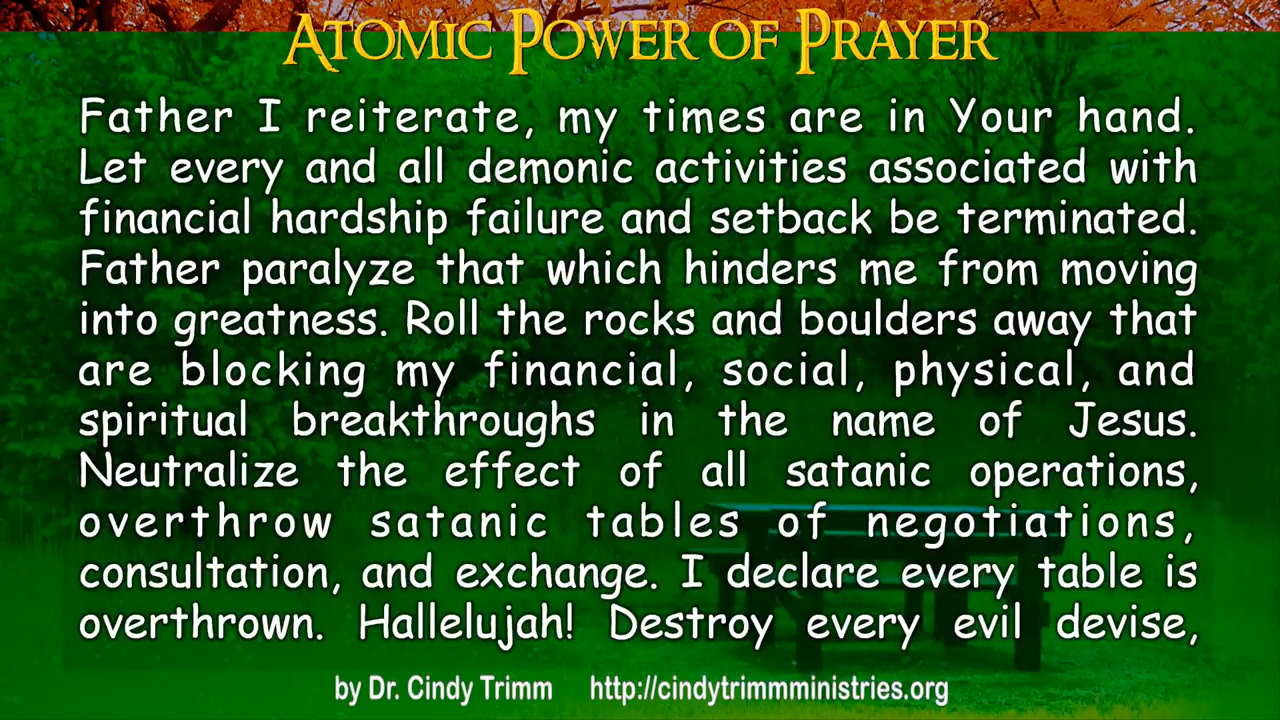 ATOMIC POWER OF PRAYER
Father I reiterate, my times are in Your hand.
Let every and all demonic activities associated with
financial hardship failure and setback be terminated.
Father paralyze that which hinders me from moving
into greatness. Roll the rocks and boulders away that
are blocking my financial, social, physical, and
spiritual breakthroughs in the name of Jesus.
Neutralize the effect of all satanic operations,
overthrow satanic tables of negotiations,
consultation, and exchange. I declare every table is
overthrown. Hallelujah! Destroy every evil devise,
by Dr. Cindy Trimm http://cindytrimmministries.org